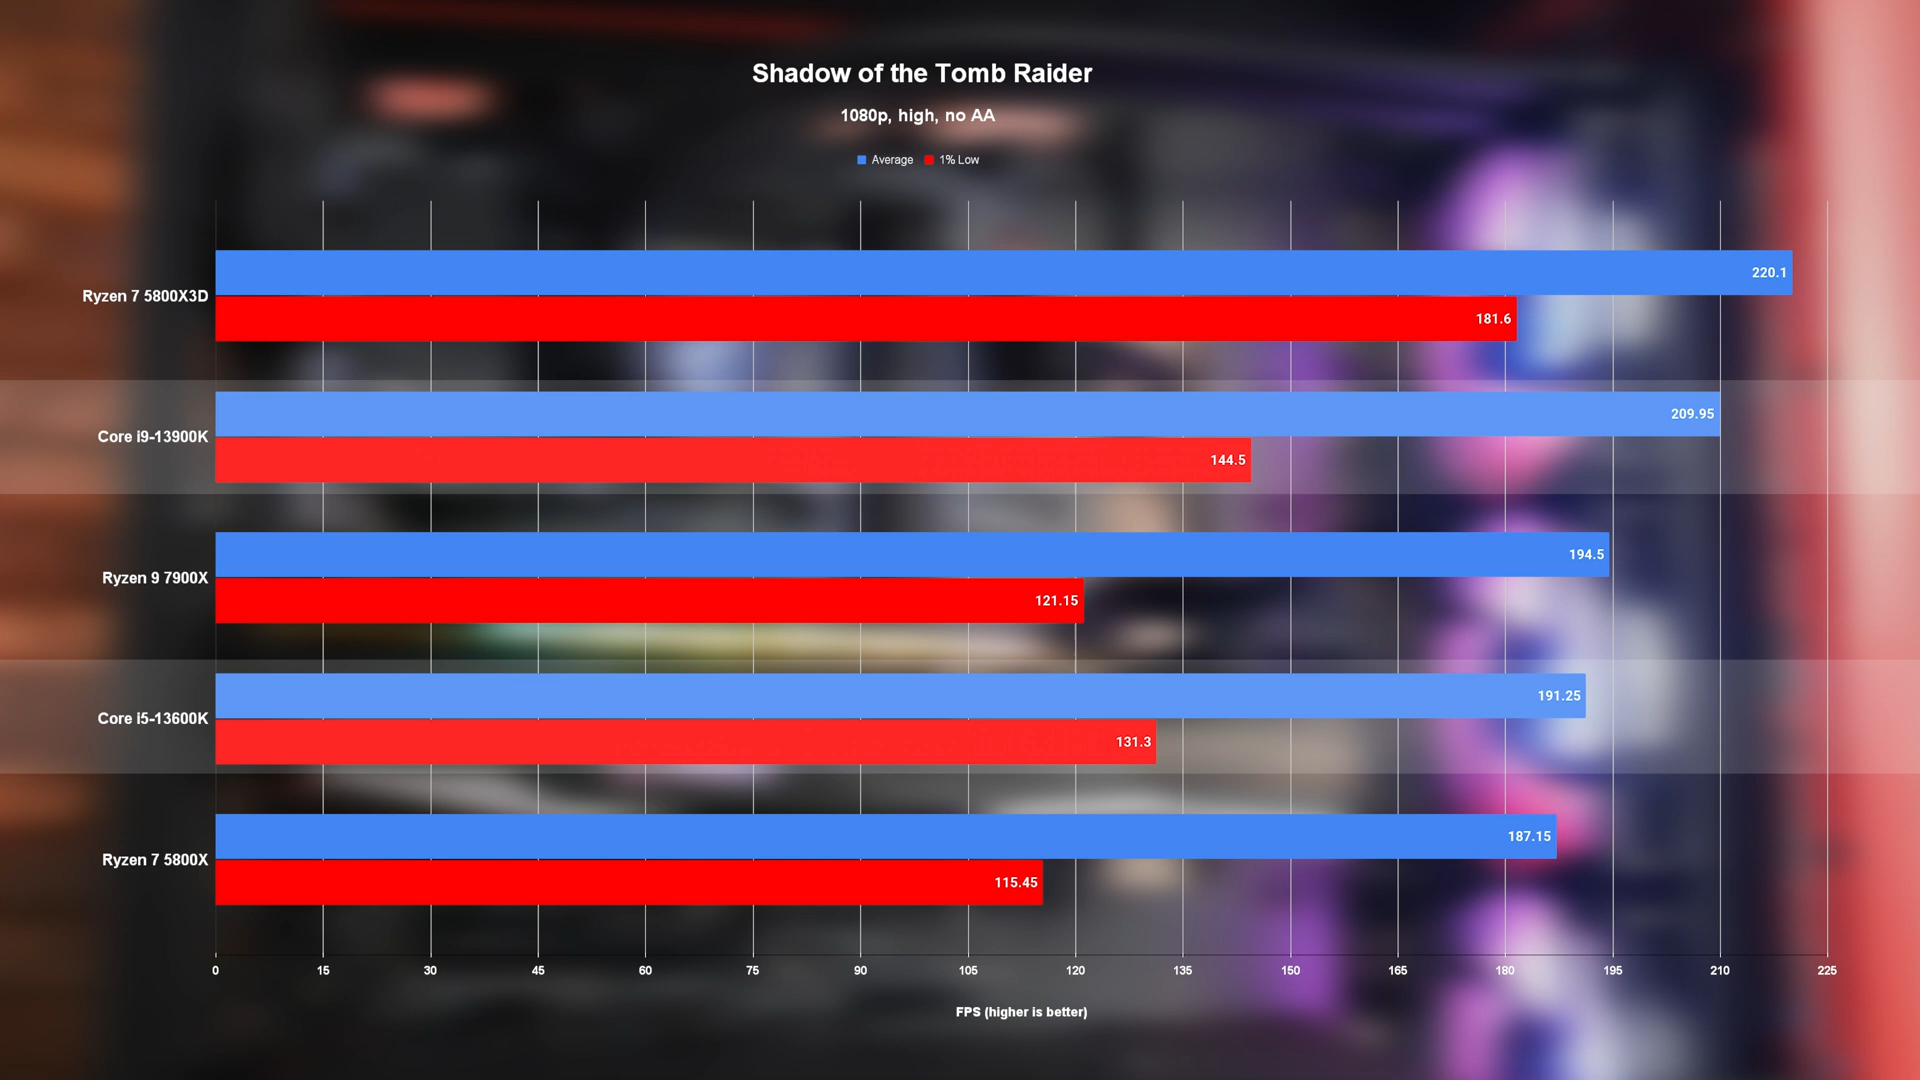 Shadow of the Tomb Raider
1080p, high, no AA
Average 1% Low
Ryzen 7 5800X3D
220.1
181.6
Core i9-13900K
209.95
144.5
Ryzen 9 7900X
194.5
121.15
Core i5-13600K
191.25
131.3
Ryzen 7 5800X
187.15
115.45
0 15 30 45 60 75 90 105 120 135 150 165 180 195 210 225
FPS (higher is better)